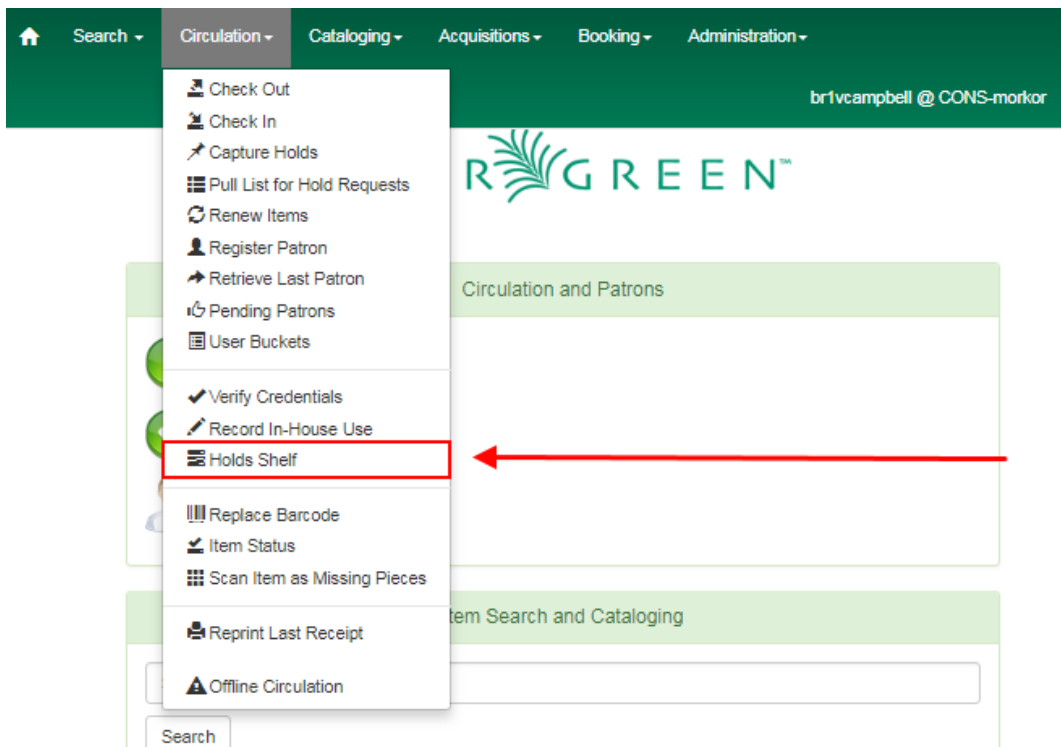 Search Circulation Cataloging Acquisitions Booking Administration
br1vcampbell @ CONS-morkor
Check Out
Check In
Capture Holds
Pull List for Hold Requests
Renew Items
Register Patron
Retrieve Last Patron
Pending Patrons
User Buckets
Verify Credentials
Record In-House Use
Holds Shelf
Replace Barcode
Item Status
Scan Item as Missing Pieces
Reprint Last Receipt
Offline Circulation
R GREEN™
Circulation and Patrons
tem Search and Cataloging
Search